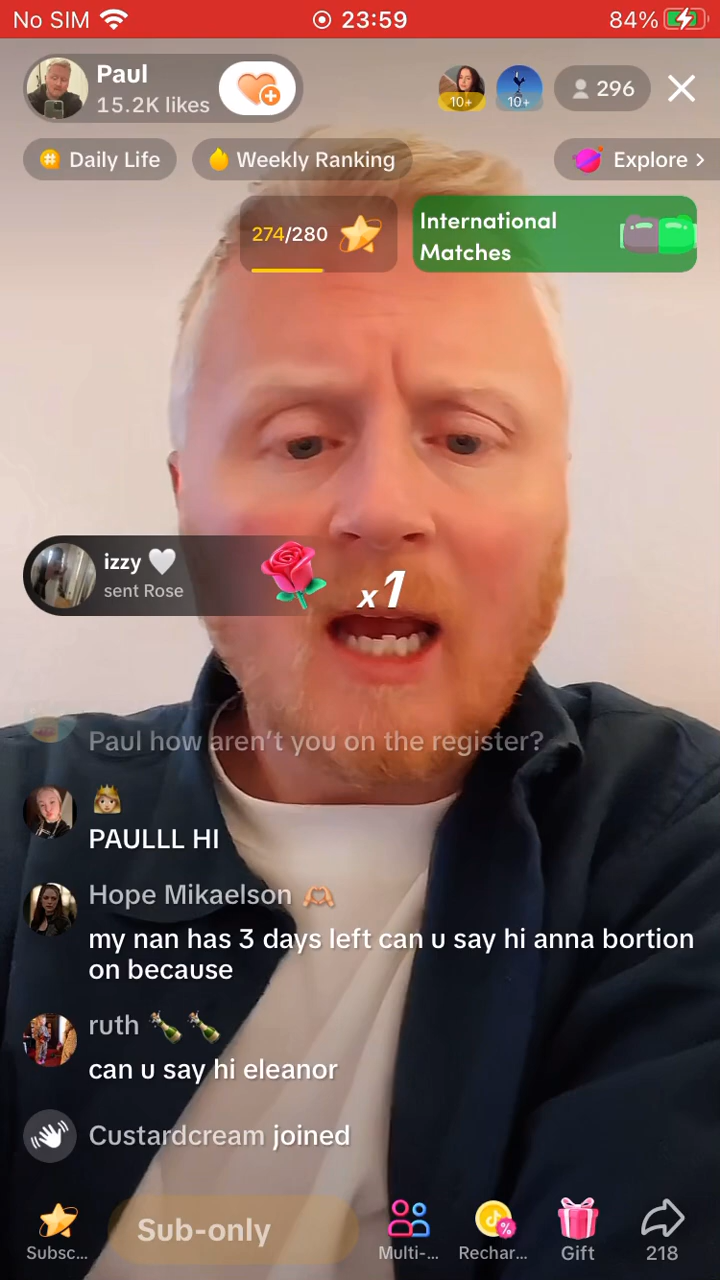 No SIM 23:59 84%
Paul
15.2K likes
10+ 10+ 296
Daily Life Weekly Ranking Explore >
274/280
International
Matches
izzy 🤍
sent Rose
x1
Paul how aren't you on the register?
👸🏼
PAULLL HI
Hope Mikaelson 🫶🏼
my nan has 3 days left can u say hi anna bortion
on because
ruth 🍾🍾
can u say hi eleanor
Custardcream joined
Sub-only
Subsc... Multi-... Rechar... Gift 218